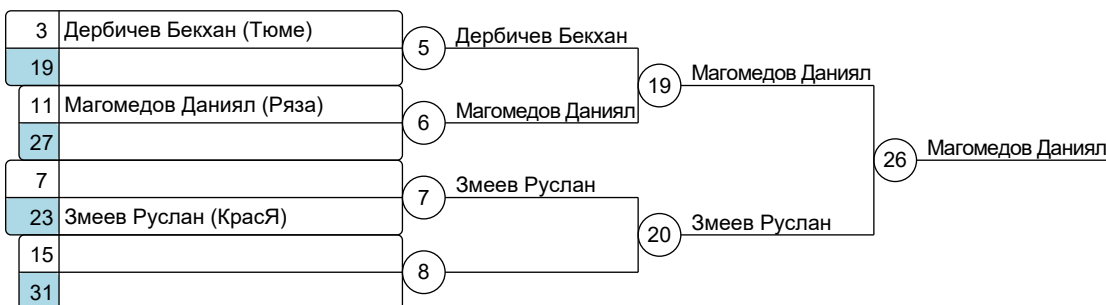 3 Дербичев Бекхан (Тюме)
19
11 Магомедов Даниял (Ряза)
27
7
23 Змеев Руслан (КрасЯ)
15
31
5 Дербичев Бекхан
6 Магомедов Даниял
7 Змеев Руслан
8
19 Магомедов Даниял
20 Змеев Руслан
26 Магомедов Даниял